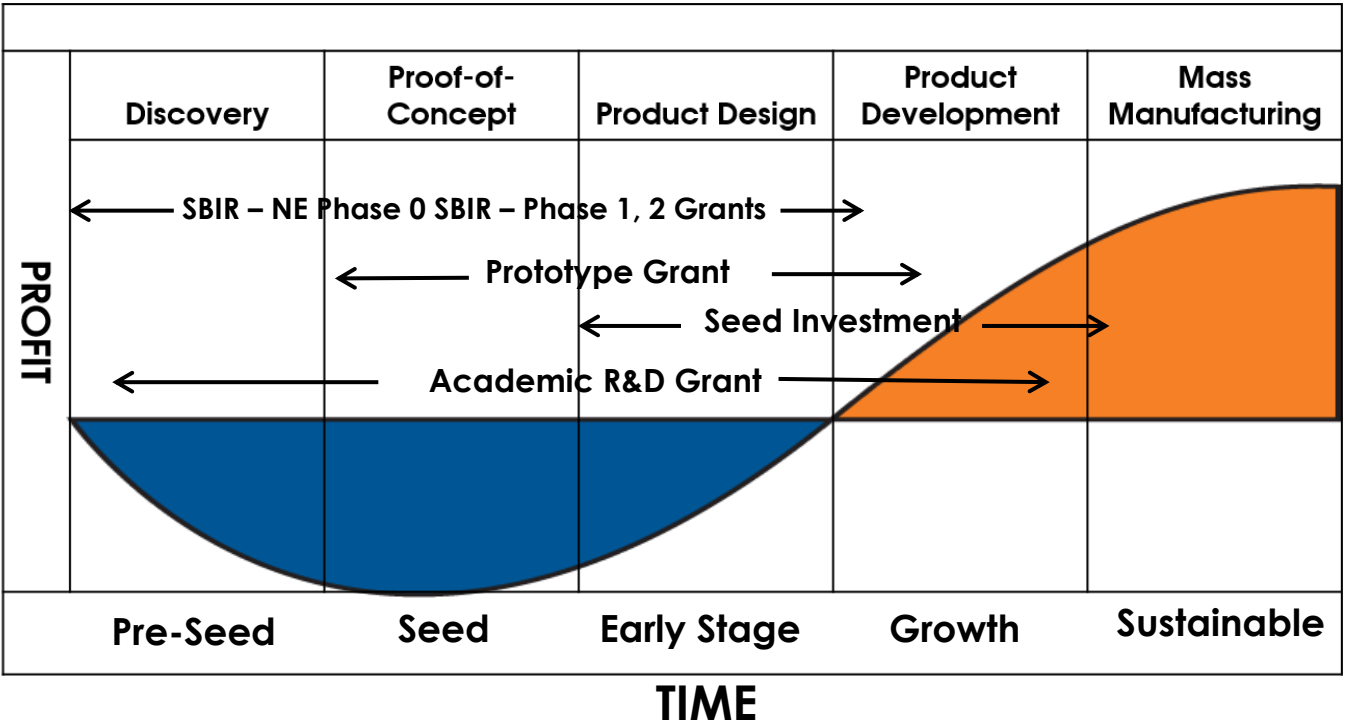 Discovery
Proof-of-
Concept
Product Design
Product
Development
Mass
Manufacturing
SBIR – NE Phase 0 SBIR – Phase 1, 2 Grants
Prototype Grant
Seed Investment
Academic R&D Grant
PROFIT
Pre-Seed
Seed
Early Stage
Growth
Sustainable
TIME